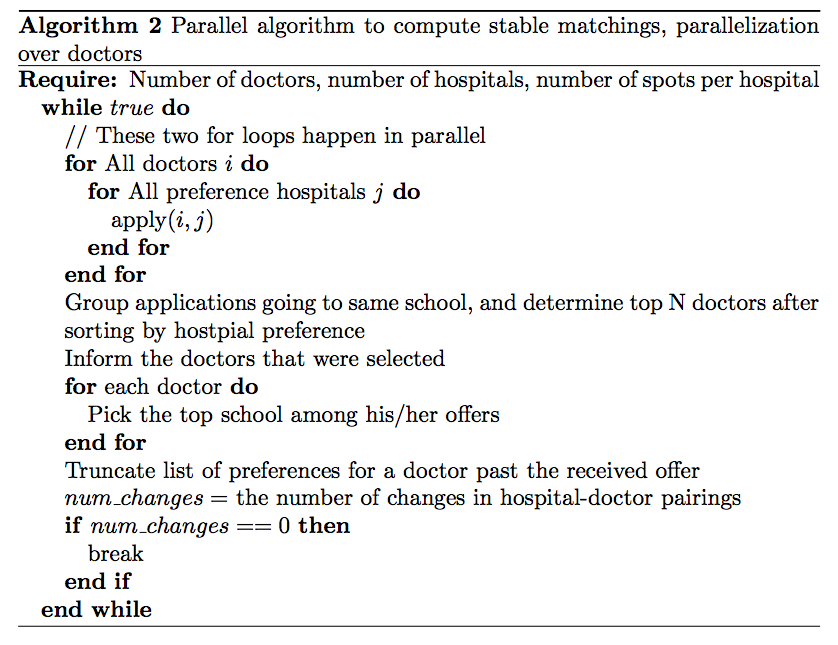 Algorithm 2 Parallel algorithm to compute stable matchings, parallelization
over doctors
Require: Number of doctors, number of hospitals, number of spots per hospital
while true do
// These two for loops happen in parallel
for All doctors i do
for All preference hospitals j do
apply(i, j)
end for
end for
Group applications going to same school, and determine top N doctors after
sorting by hostpial preference
Inform the doctors that were selected
for each doctor do
Pick the top school among his/her offers
end for
Truncate list of preferences for a doctor past the received offer
num_changes = the number of changes in hospital-doctor pairings
if num_changes == 0 then
break
end if
end while